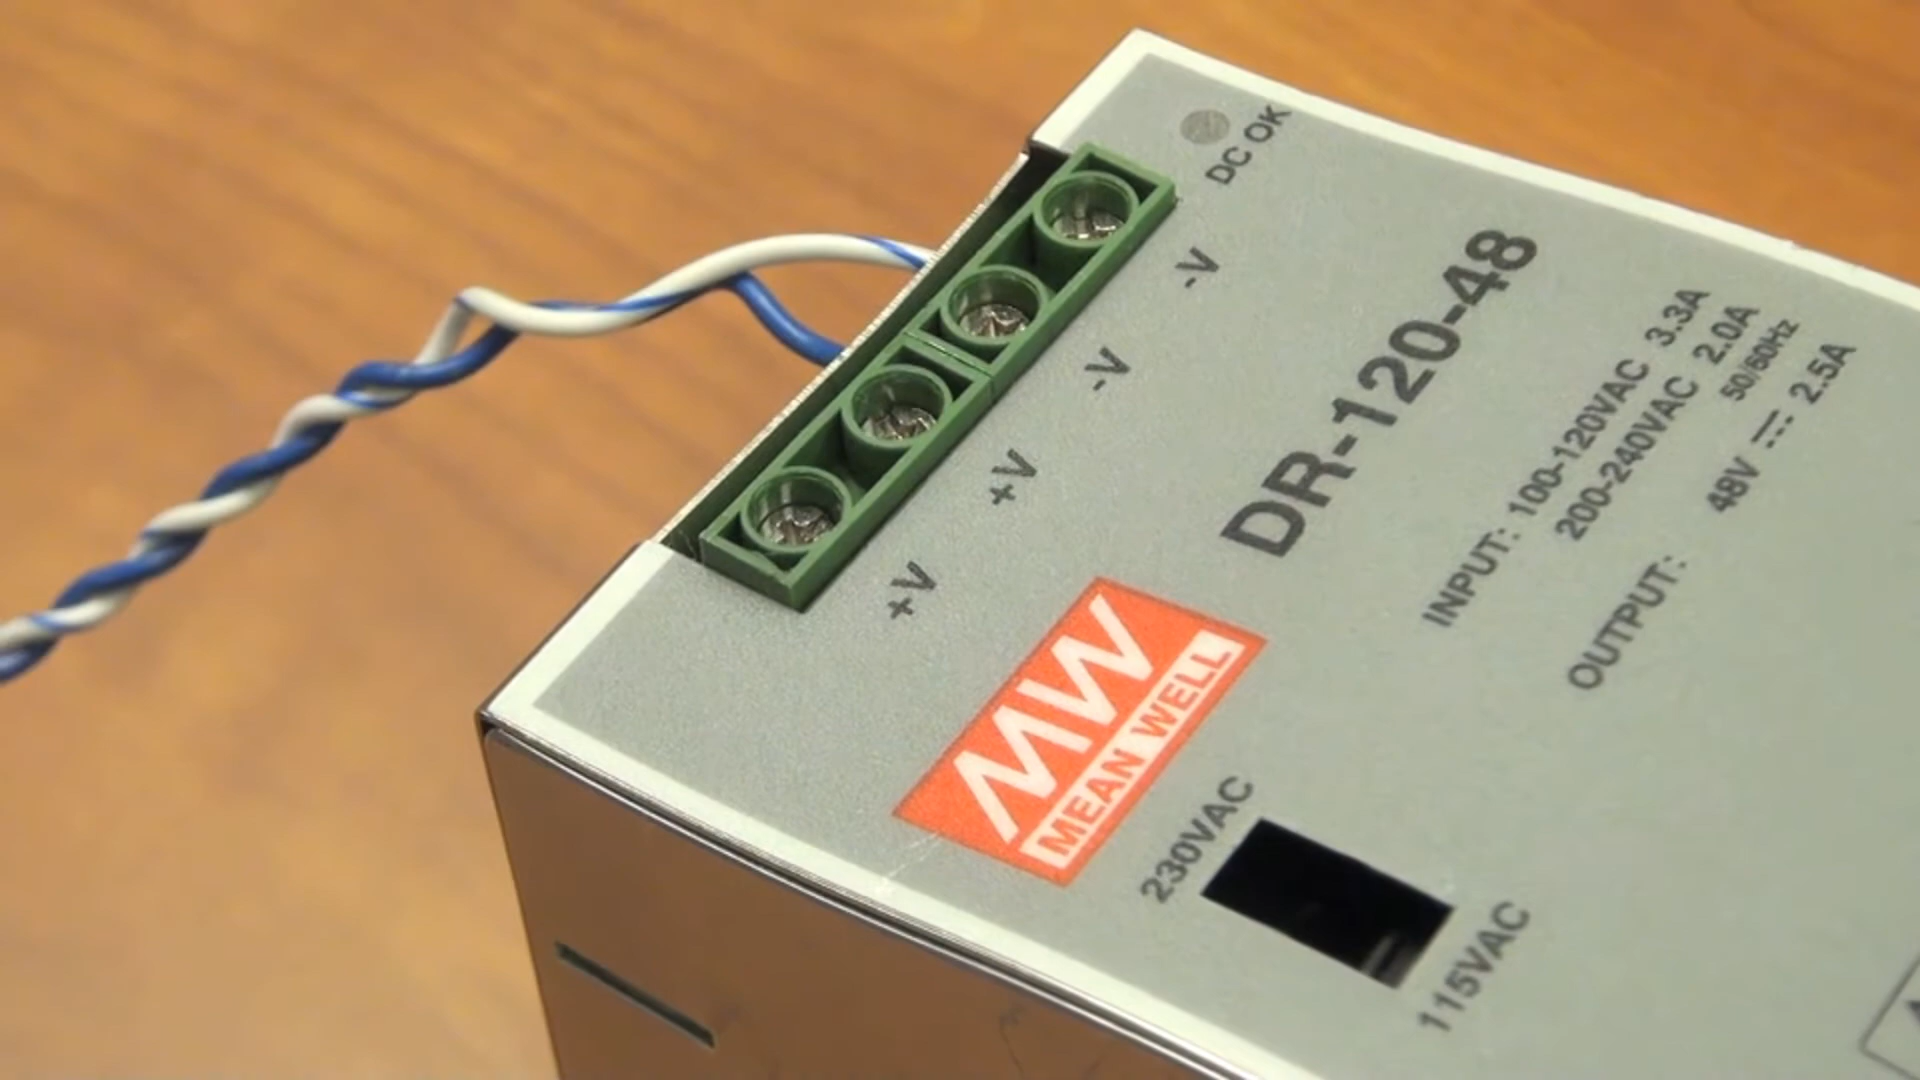 DC OK
-V
-V
+V
+V
DR-120-48
INPUT: 100-120VAC 3.3A
200-240VAC 2.0A
50/60Hz
OUTPUT: 48V ⎓ 2.5A
MW
MEAN WELL
230VAC
115VAC